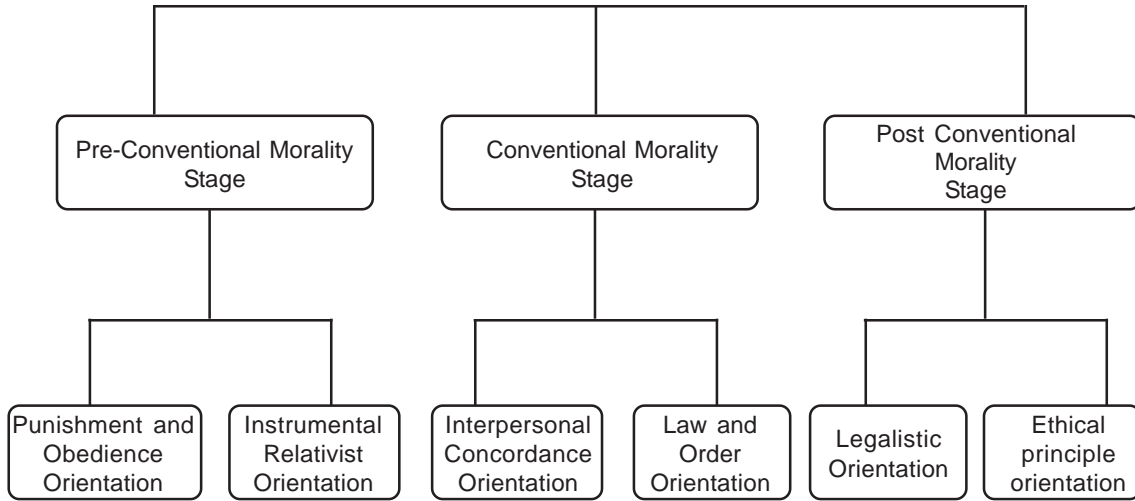 Pre-Conventional Morality
Stage
Conventional Morality
Stage
Post Conventional
Morality
Stage
Punishment and
Obedience
Orientation
Instrumental
Relativist
Orientation
Interpersonal
Concordance
Orientation
Law and
Order
Orientation
Legalistic
Orientation
Ethical
principle
orientation